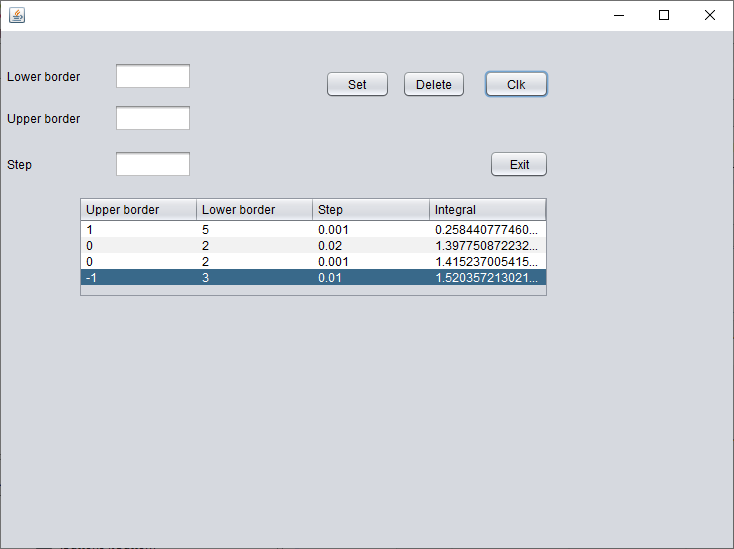 Lower border
Set Delete Clk
Upper border
Step
Exit
Upper border Lower border Step Integral
1 5 0.001 0.258440777460...
0 2 0.02 1.397750872232...
0 2 0.001 1.415237005415...
-1 3 0.01 1.520357213021...